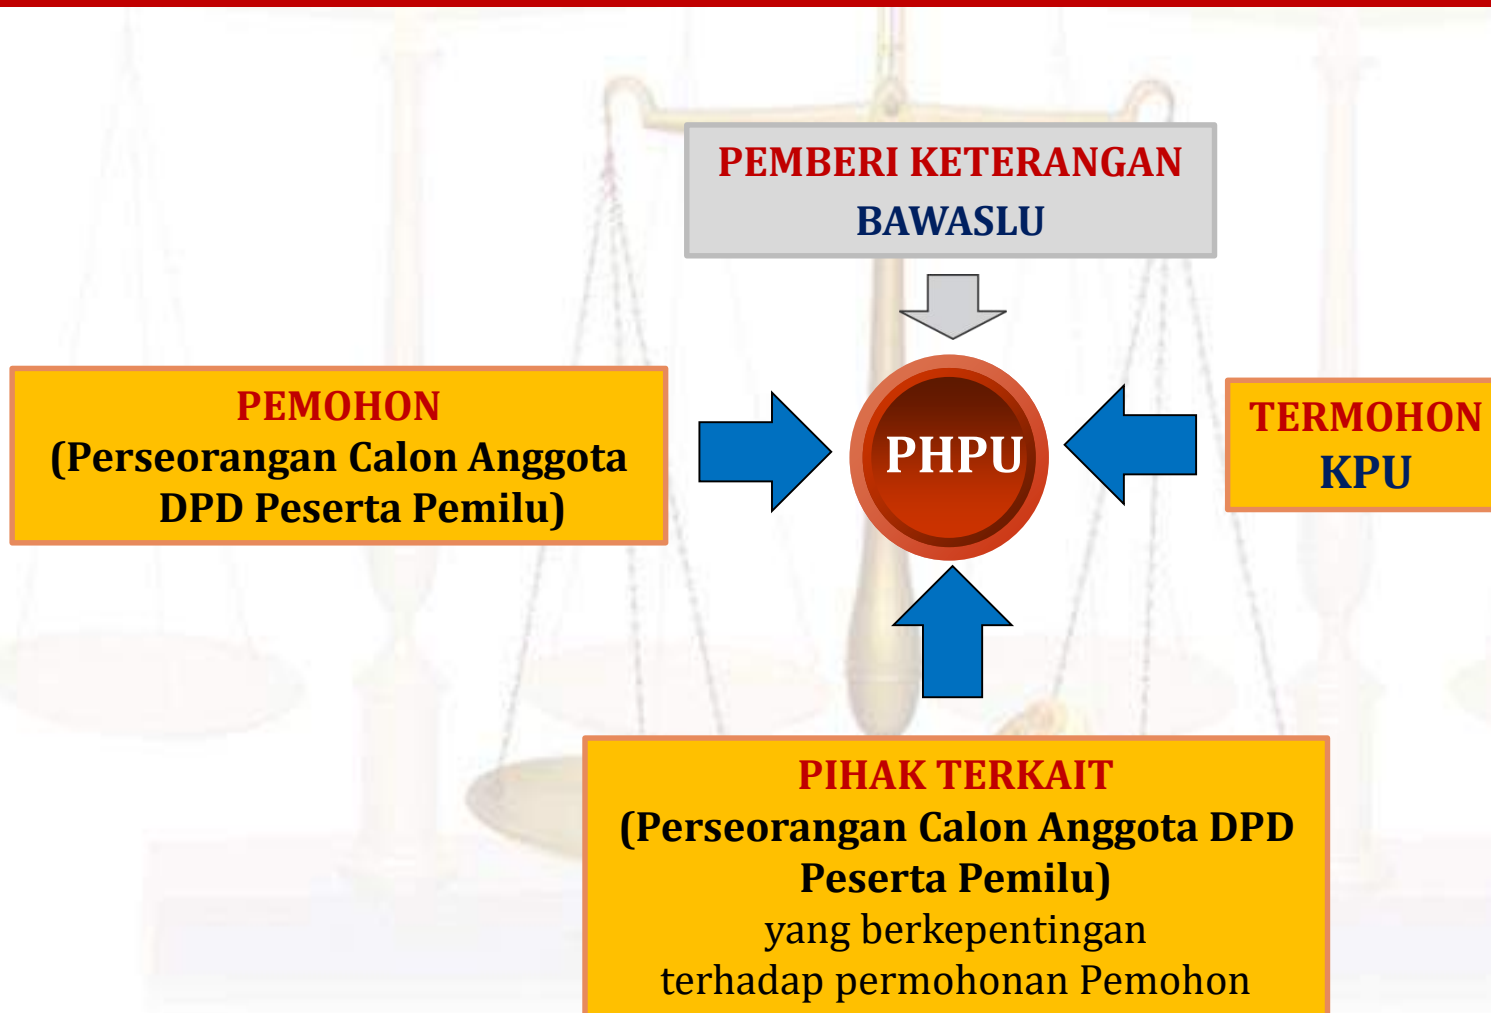 PEMBERI KETERANGAN
BAWASLU
PEMOHON
(Perseorangan Calon Anggota
DPD Peserta Pemilu)
PHPU
TERMOHON
KPU
PIHAK TERKAIT
(Perseorangan Calon Anggota DPD
Peserta Pemilu)
yang berkepentingan
terhadap permohonan Pemohon